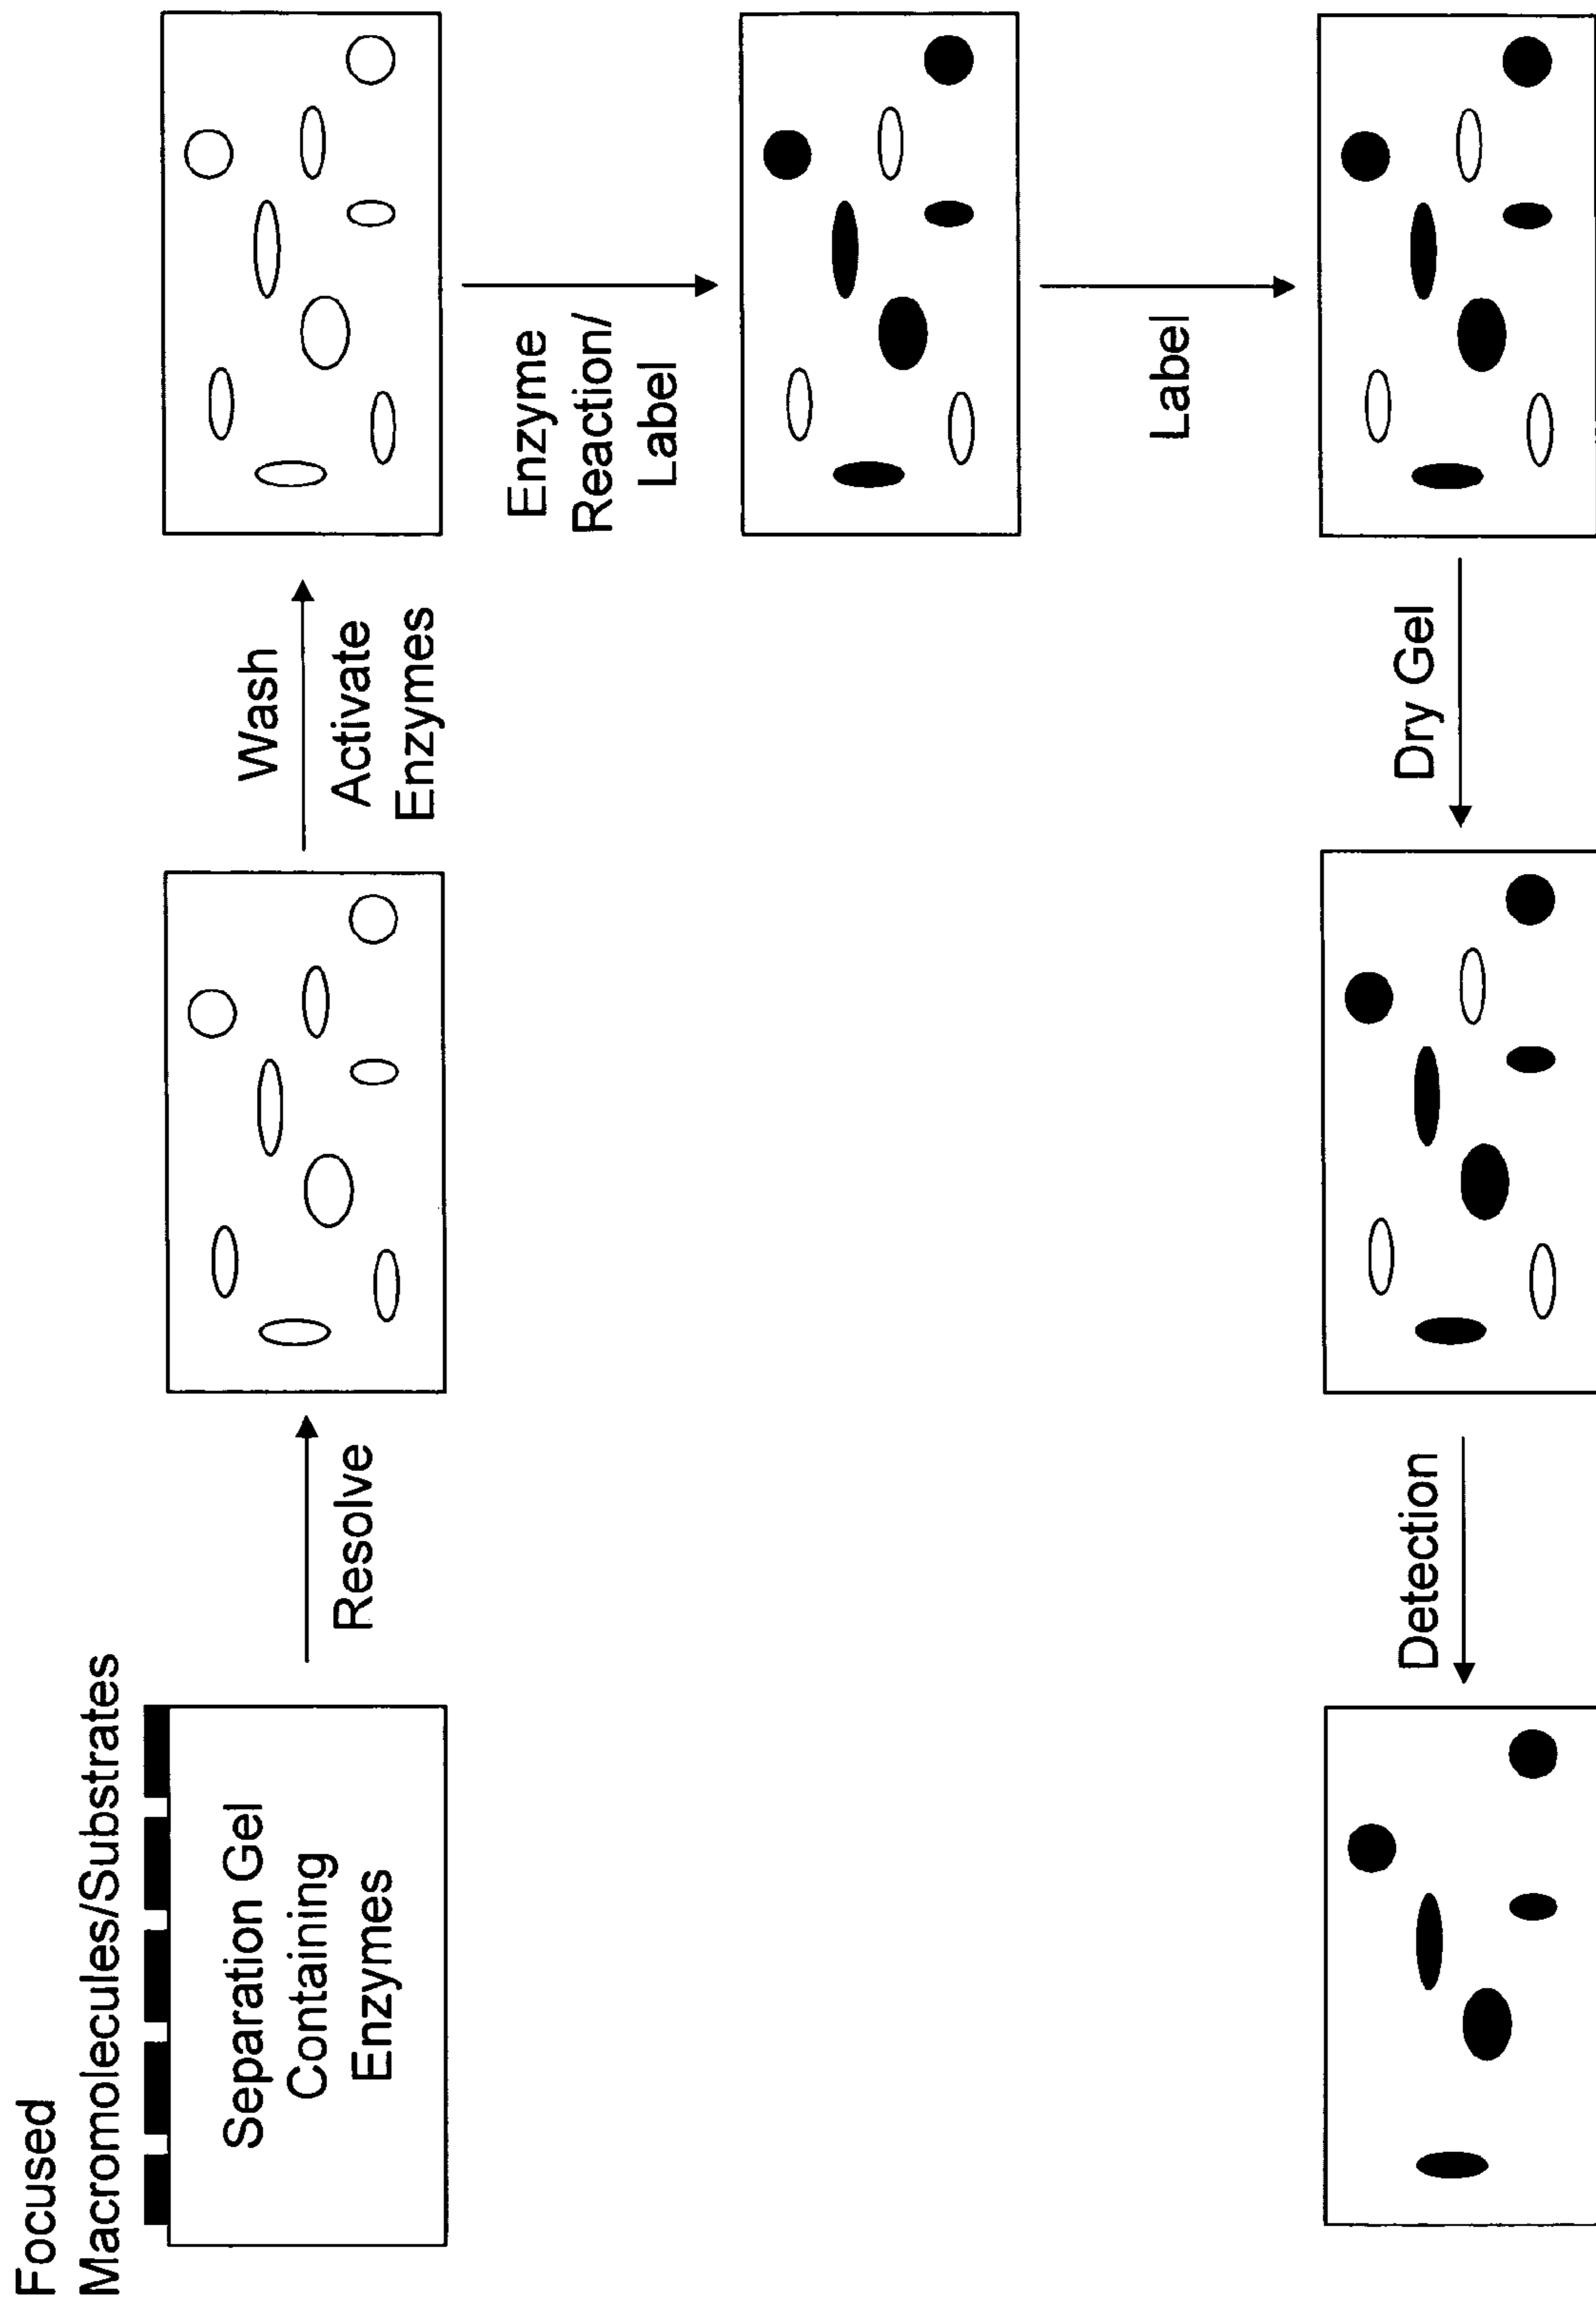 Focused
Macromolecules/Substrates
Separation Gel
Containing
Enzymes
Resolve
Wash
Activate
Enzymes
Enzyme
Reaction/
Label
Label
Dry Gel
Detection